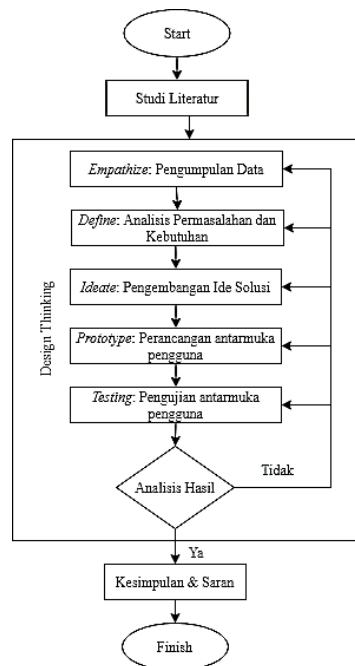 Start
Studi Literatur
Design Thinking
Empathize: Pengumpulan Data
Define: Analisis Permasalahan dan
Kebutuhan
Ideate: Pengembangan Ide Solusi
Prototype: Perancangan antarmuka
pengguna
Testing: Pengujian antarmuka
pengguna
Analisis Hasil
Tidak
Ya
Kesimpulan & Saran
Finish